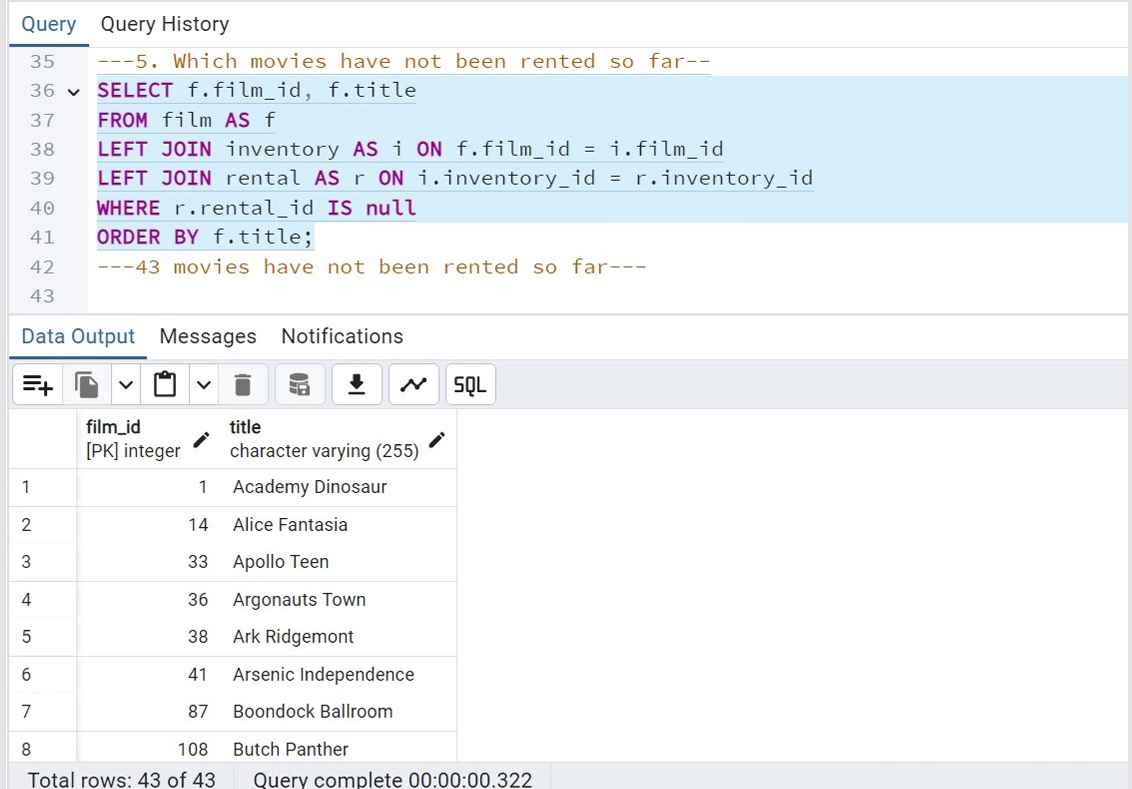 Query Query History
35 ---5. Which movies have not been rented so far--
36 SELECT f.film_id, f.title
37 FROM film AS f
38 LEFT JOIN inventory AS i ON f.film_id = i.film_id
39 LEFT JOIN rental AS r ON i.inventory_id = r.inventory_id
40 WHERE r.rental_id IS null
41 ORDER BY f.title;
42 ---43 movies have not been rented so far---
43
Data Output Messages Notifications
SQL
film_id title
[PK] integer character varying (255)
1 1 Academy Dinosaur
2 14 Alice Fantasia
3 33 Apollo Teen
4 36 Argonauts Town
5 38 Ark Ridgemont
6 41 Arsenic Independence
7 87 Boondock Ballroom
8 108 Butch Panther
Total rows: 43 of 43 Query complete 00:00:00.322